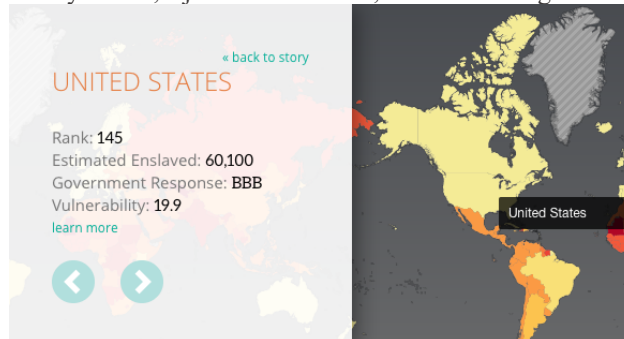 « back to story
UNITED STATES
Rank: 145
Estimated Enslaved: 60,100
Government Response: BBB
Vulnerability: 19.9
learn more
United States